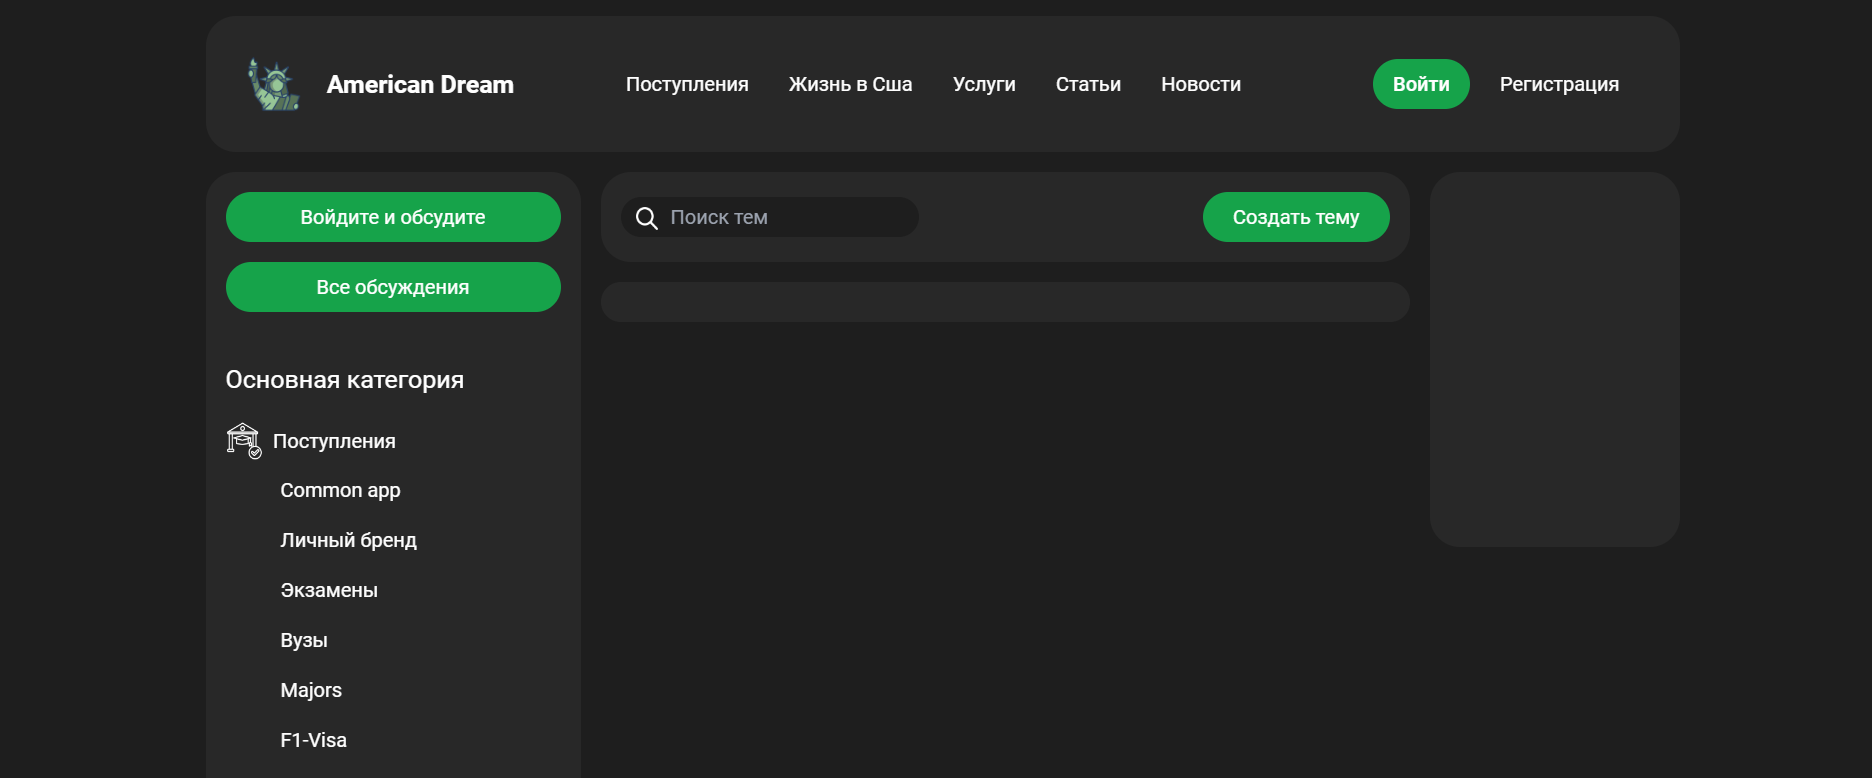 American Dream
Поступления
Жизнь в Сша
Услуги
Статьи
Новости
Войти
Регистрация
Войдите и обсудите
Все обсуждения
Основная категория
Поступления
Common app
Личный бренд
Экзамены
Вузы
Majors
F1-Visa
Поиск тем
Создать тему